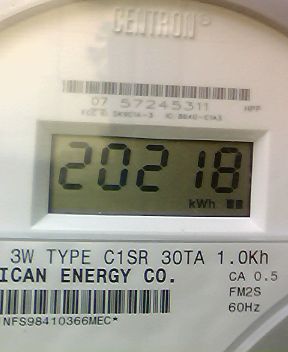 CENTRON®
07 57245311
20218
kWh
3W TYPE C1SR 30TA 1.0Kh
ICAN ENERGY CO.
CA 0.5
FM2S
60Hz
NFS98410366MEC*